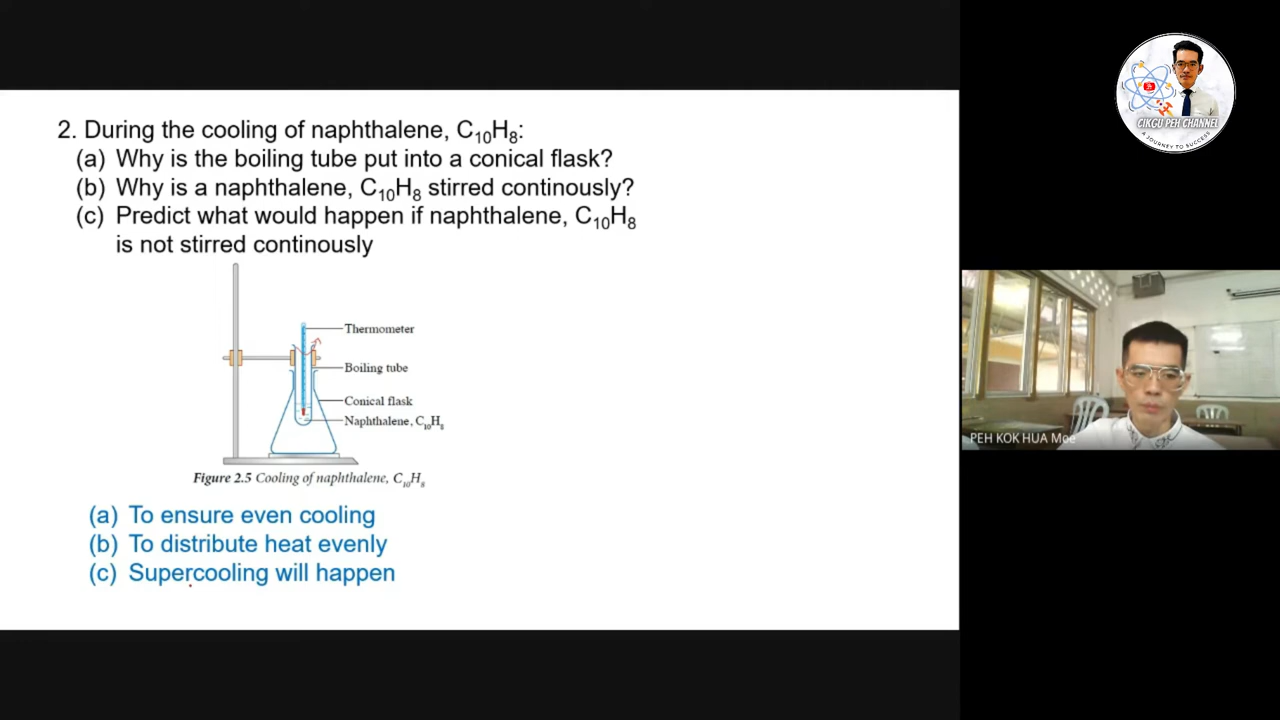 2. During the cooling of naphthalene, C₁₀H₈:
(a) Why is the boiling tube put into a conical flask?
(b) Why is a naphthalene, C₁₀H₈ stirred continously?
(c) Predict what would happen if naphthalene, C₁₀H₈
is not stirred continously
Thermometer
Boiling tube
Conical flask
Naphthalene, C₁₀H₈
Figure 2.5 Cooling of naphthalene, C₁₀H₈
(a) To ensure even cooling
(b) To distribute heat evenly
(c) Supercooling will happen
CIKGU PEH CHANNEL
A JOURNEY TO SUCCESS
PEH KOK HUA Moe